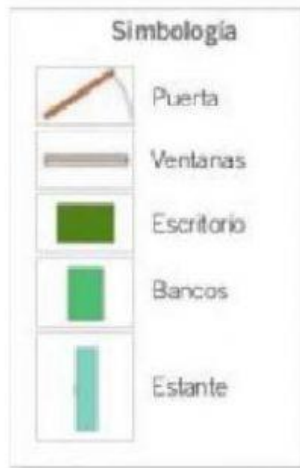 Simbología
Puerta
Ventanas
Escritorio
Bancos
Estante